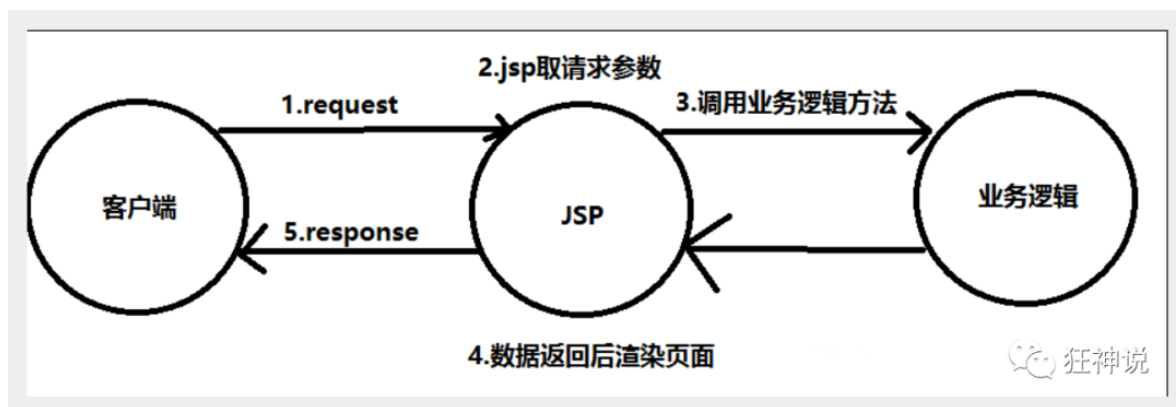 2.jsp取请求参数
1.request
3.调用业务逻辑方法
客户端
JSP
业务逻辑
5.response
4.数据返回后渲染页面
狂神说